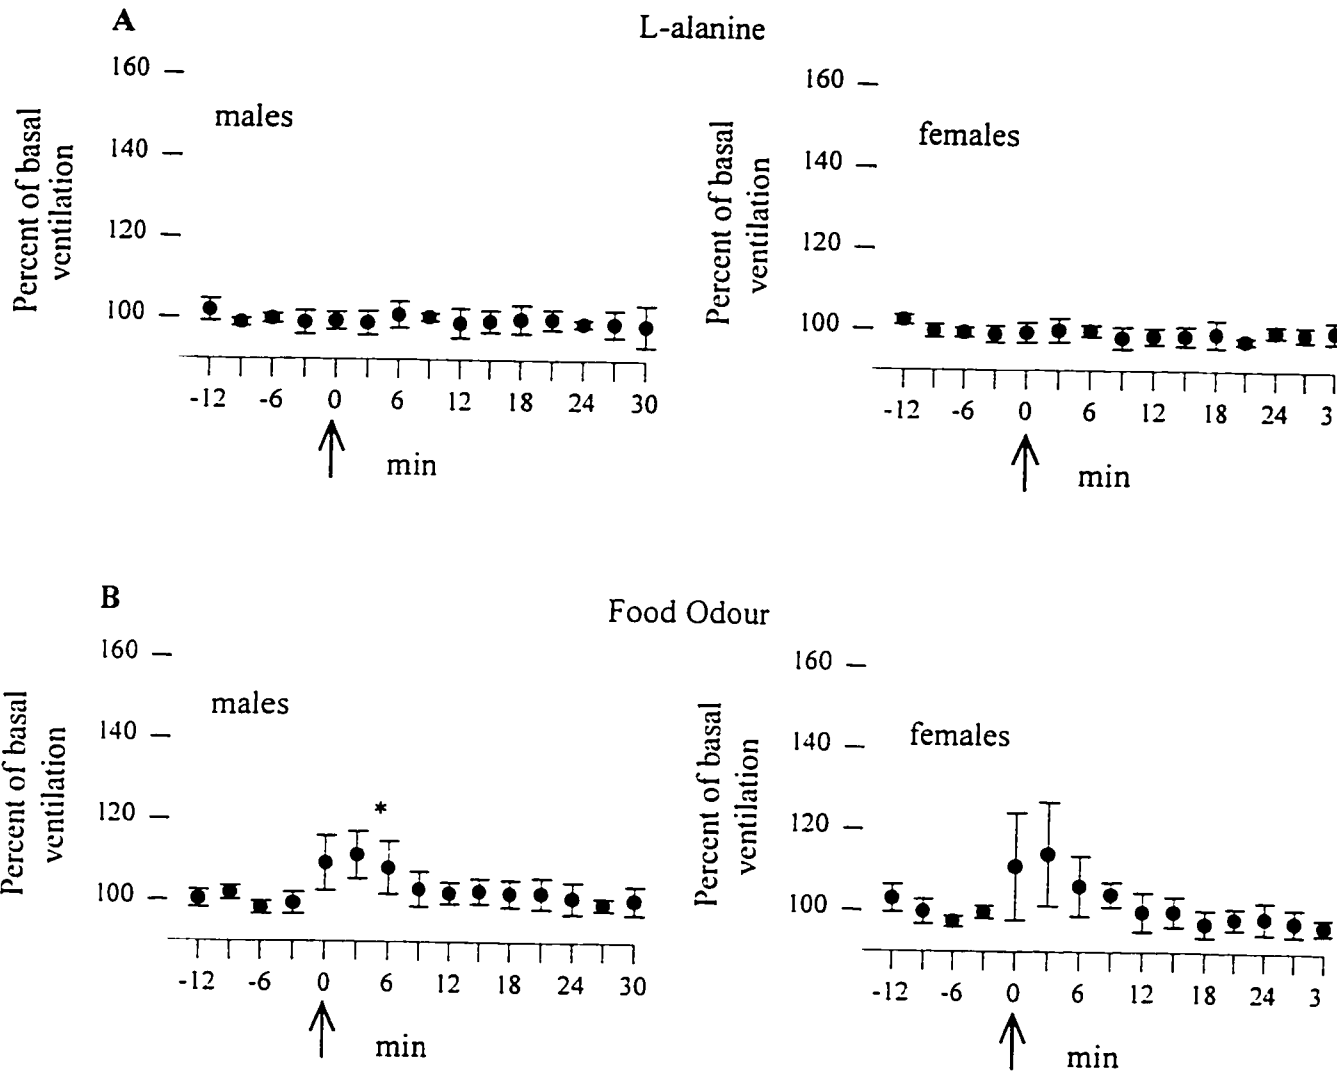 A
L-alanine
males
Percent of basal
ventilation
160
140
120
100
-12 -6 0 6 12 18 24 30
min
females
Percent of basal
ventilation
160
140
120
100
-12 -6 0 6 12 18 24 3
min
B
Food Odour
males
Percent of basal
ventilation
160
140
120
100
*
-12 -6 0 6 12 18 24 30
min
females
Percent of basal
ventilation
160
140
120
100
-12 -6 0 6 12 18 24 3
min